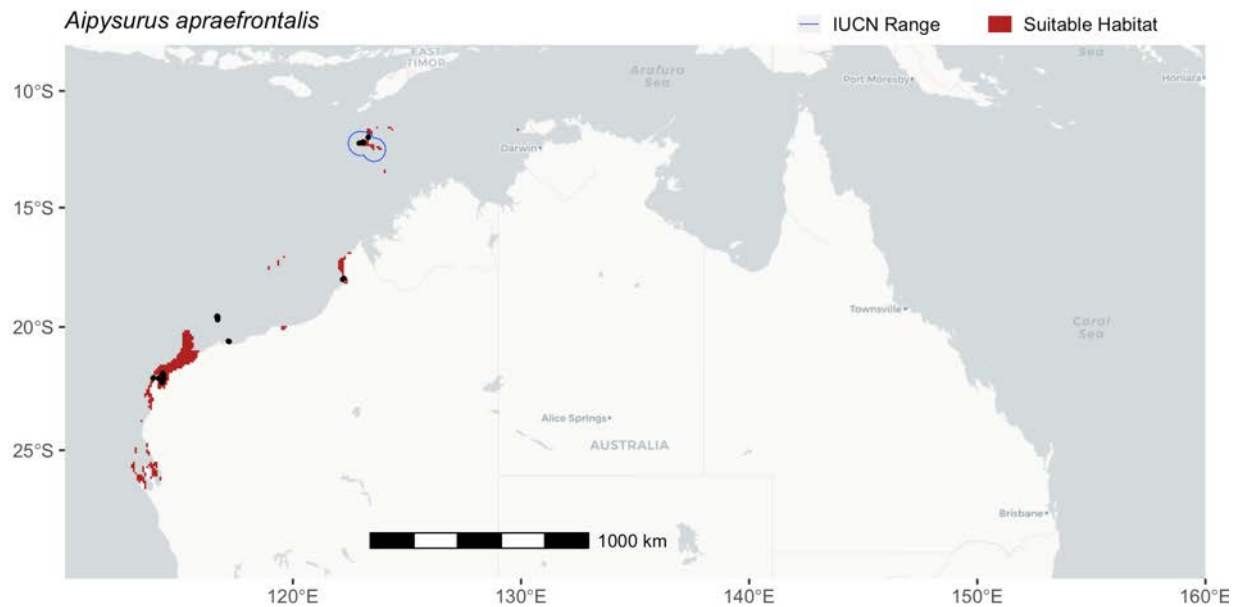 Aipysurus apraefrontalis
IUCN Range
Suitable Habitat
EAST
TIMOR
Sea
10°S
Arafura
Sea
Port Moresby
Honiara
Darwin
15°S
Townsville
20°S
Coral
Sea
Alice Springs
25°S
AUSTRALIA
Brisbane
1000 km
120°E
130°E
140°E
150°E
160°E